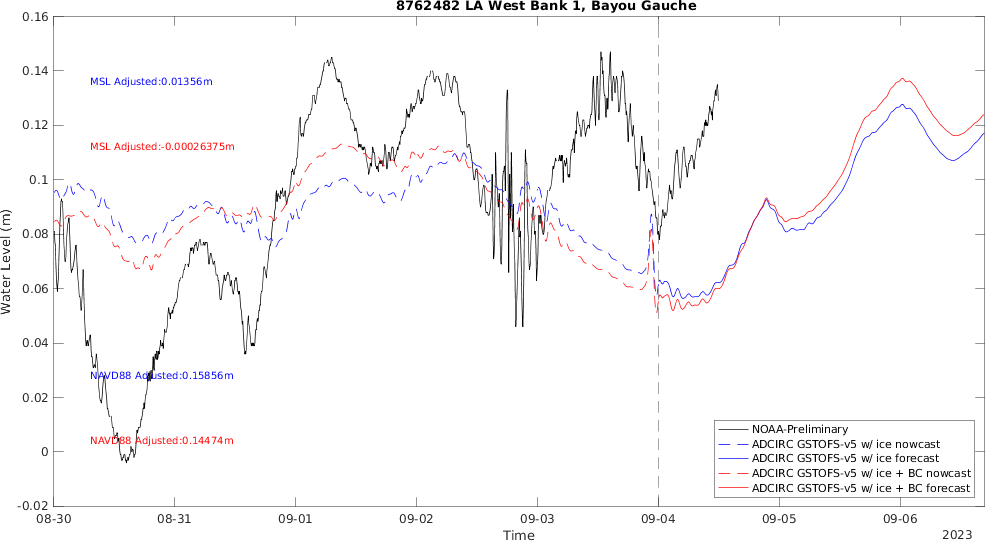 8762482 LA West Bank 1, Bayou Gauche
0.16
0.14
0.12
0.1
0.08
0.06
0.04
0.02
0
-0.02
Water Level (m)
MSL Adjusted:0.01356m
MSL Adjusted:-0.00026375m
NAVD88 Adjusted:0.15856m
NAVD88 Adjusted:0.14474m
NOAA-Preliminary
ADCIRC GSTOFS-v5 w/ ice nowcast
ADCIRC GSTOFS-v5 w/ ice forecast
ADCIRC GSTOFS-v5 w/ ice + BC nowcast
ADCIRC GSTOFS-v5 w/ ice + BC forecast
08-30 08-31 09-01 09-02 09-03 09-04 09-05 09-06
Time
2023